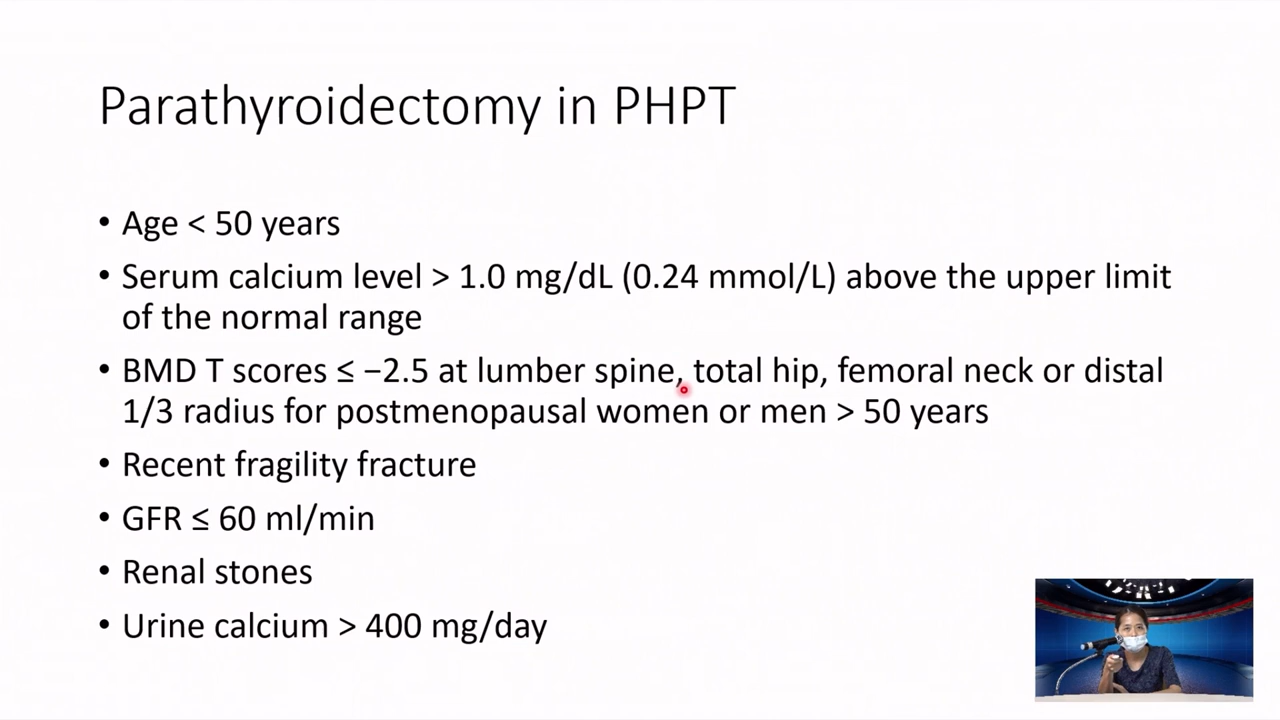 Parathyroidectomy in PHPT
• Age < 50 years
• Serum calcium level > 1.0 mg/dL (0.24 mmol/L) above the upper limit
of the normal range
• BMD T scores ≤ −2.5 at lumber spine, total hip, femoral neck or distal
1/3 radius for postmenopausal women or men > 50 years
• Recent fragility fracture
• GFR ≤ 60 ml/min
• Renal stones
• Urine calcium > 400 mg/day